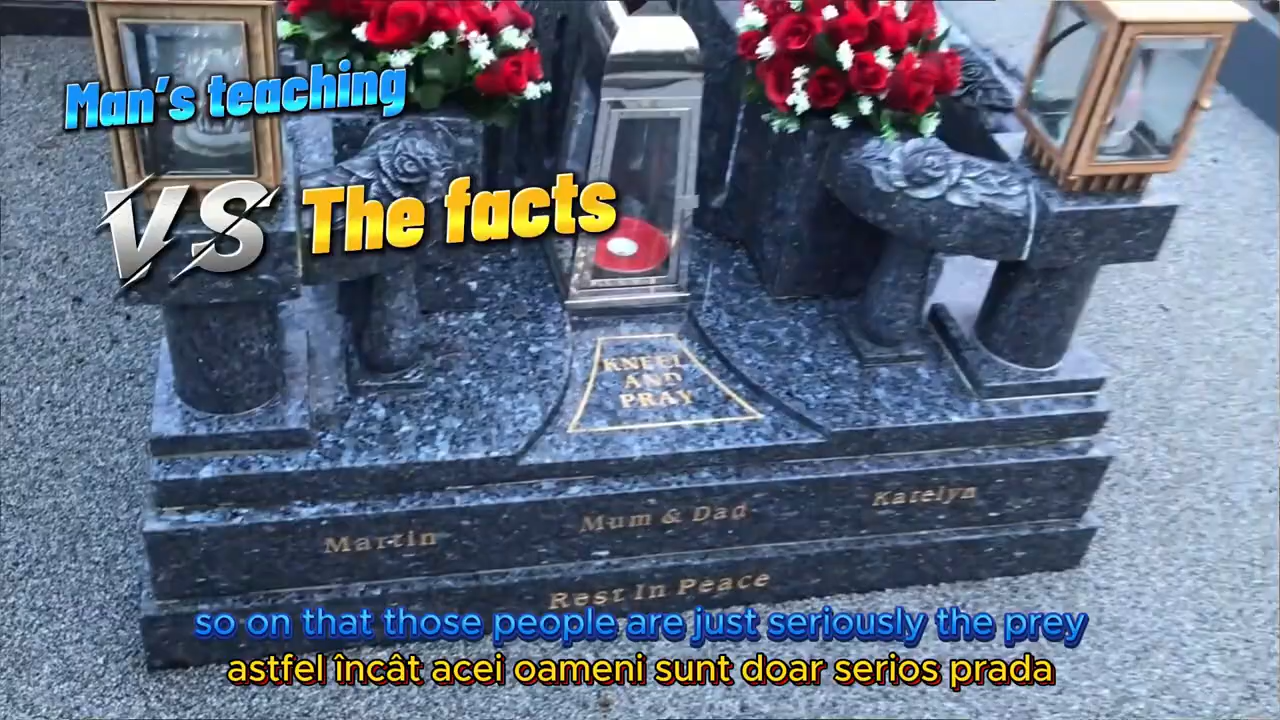 Man's teaching
VS The facts
KNEEL
AND
PRAY
Martin
Mum & Dad
Katelyn
Rest In Peace
so on that those people are just seriously the prey
astfel încât acei oameni sunt doar serios prada